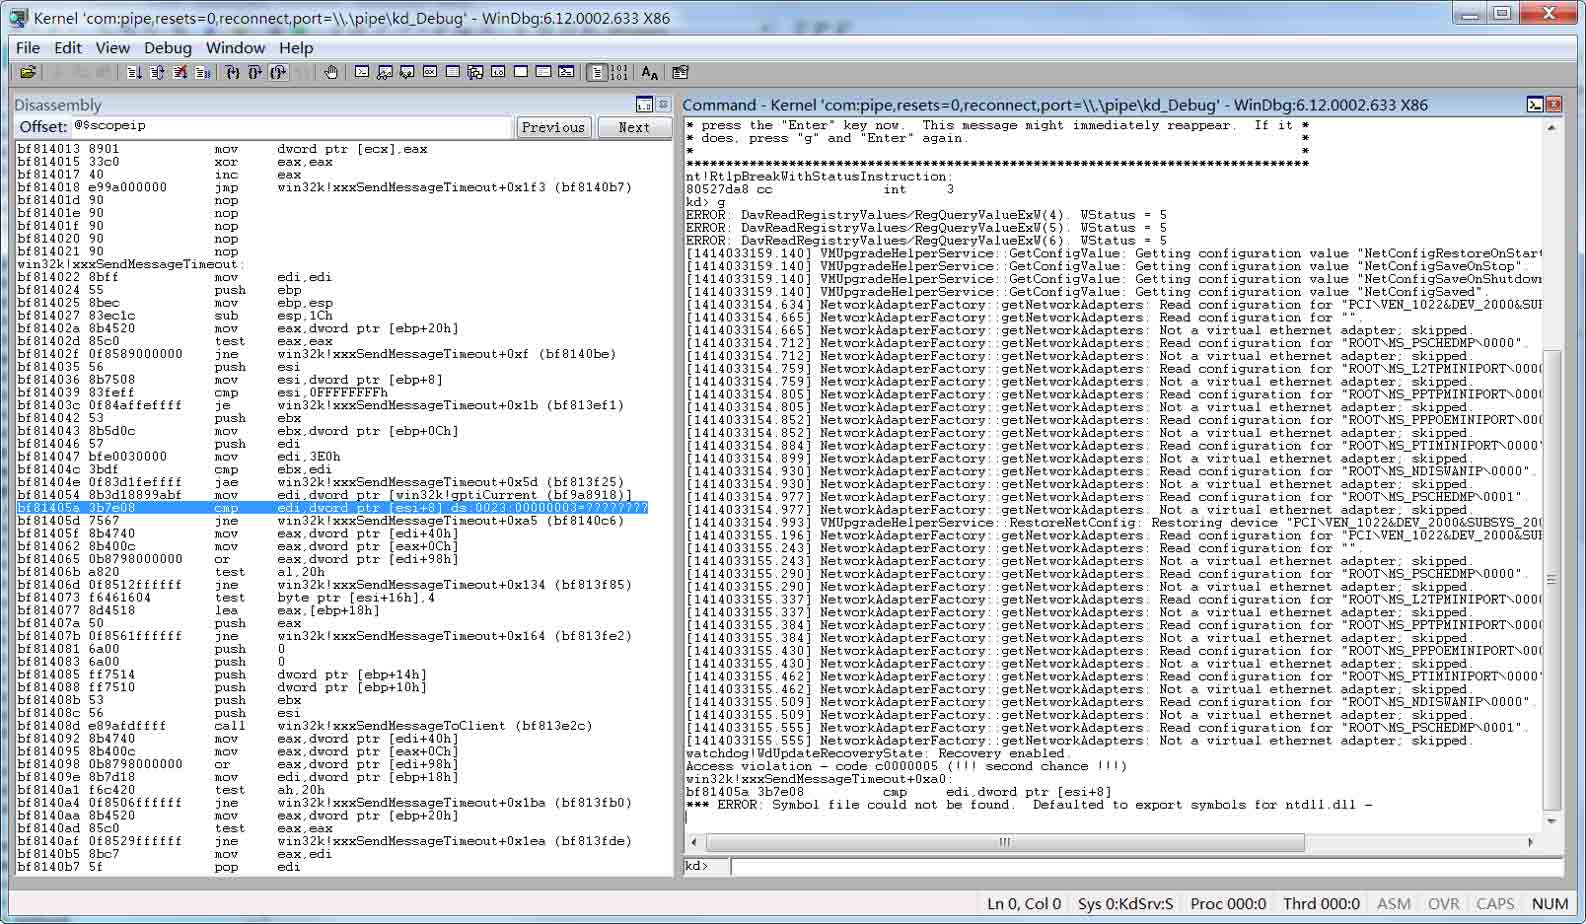 Kernel 'com:pipe,resets=0,reconnect,port=\\.\pipe\kd_Debug' - WinDbg:6.12.0002.633 X86
File Edit View Debug Window Help
Disassembly
Offset: @$scopeip Previous Next
bf814013 8901 mov dword ptr [ecx],eax
bf814015 33c0 xor eax,eax
bf814017 40 inc eax
bf814018 e99a000000 jmp win32k!xxxSendMessageTimeout+0x1f3 (bf8140b7)
bf81401d 90 nop
bf81401e 90 nop
bf81401f 90 nop
bf814020 90 nop
bf814021 90 nop
win32k!xxxSendMessageTimeout:
bf814022 8bff mov edi,edi
bf814024 55 push ebp
bf814025 8bec mov ebp,esp
bf814027 83ec1c sub esp,1Ch
bf81402a 8b4520 mov eax,dword ptr [ebp+20h]
bf81402d 85c0 test eax,eax
bf81402f 0f8589000000 jne win32k!xxxSendMessageTimeout+0xf (bf8140be)
bf814035 56 push esi
bf814036 8b7508 mov esi,dword ptr [ebp+8]
bf814039 83feff cmp esi,0FFFFFFFFh
bf81403c 0f84affeffff je win32k!xxxSendMessageTimeout+0x1b (bf813ef1)
bf814042 53 push ebx
bf814043 8b5d0c mov ebx,dword ptr [ebp+0Ch]
bf814046 57 push edi
bf814047 bfe0030000 mov edi,3E0h
bf81404c 3bdf cmp ebx,edi
bf81404e 0f83d1feffff jae win32k!xxxSendMessageTimeout+0x5d (bf813f25)
bf814054 8b3d18899abf mov edi,dword ptr [win32k!gptiCurrent (bf9a8918)]
bf81405a 3b7e08 cmp edi,dword ptr [esi+8] ds:0023:00000003=????????
bf81405d 7567 jne win32k!xxxSendMessageTimeout+0xa5 (bf8140c6)
bf81405f 8b4740 mov eax,dword ptr [edi+40h]
bf814062 8b400c mov eax,dword ptr [eax+0Ch]
bf814065 0b8798000000 or eax,dword ptr [edi+98h]
bf81406b a820 test al,20h
bf81406d 0f8512ffffff jne win32k!xxxSendMessageTimeout+0x134 (bf813f85)
bf814073 f6461604 test byte ptr [esi+16h],4
bf814077 8d4518 lea eax,[ebp+18h]
bf81407a 50 push eax
bf81407b 0f8561ffffff jne win32k!xxxSendMessageTimeout+0x164 (bf813fe2)
bf814081 6a00 push 0
bf814083 6a00 push 0
bf814085 ff7514 push dword ptr [ebp+14h]
bf814088 ff7510 push dword ptr [ebp+10h]
bf81408b 53 push ebx
bf81408c 56 push esi
bf81408d e89afdffff call win32k!xxxSendMessageToClient (bf813e2c)
bf814092 8b4740 mov eax,dword ptr [edi+40h]
bf814095 8b400c mov eax,dword ptr [eax+0Ch]
bf814098 0b8798000000 or eax,dword ptr [edi+98h]
bf81409e 8b7d18 mov edi,dword ptr [ebp+18h]
bf8140a1 f6c420 test ah,20h
bf8140a4 0f8506ffffff jne win32k!xxxSendMessageTimeout+0x1ba (bf813fb0)
bf8140aa 8b4520 mov eax,dword ptr [ebp+20h]
bf8140ad 85c0 test eax,eax
bf8140af 0f8529ffffff jne win32k!xxxSendMessageTimeout+0x1ea (bf813fde)
bf8140b5 8bc7 mov eax,edi
bf8140b7 5f pop edi
Command - Kernel 'com:pipe,resets=0,reconnect,port=\\.\pipe\kd_Debug' - WinDbg:6.12.0002.633 X86
* press the "Enter" key now. This message might immediately reappear. If it *
* does, press "g" and "Enter" again. *
* *
*******************************************************************************
nt!RtlpBreakWithStatusInstruction:
80527da8 cc int 3
kd> g
ERROR: DavReadRegistryValues/RegQueryValueExW(4). WStatus = 5
ERROR: DavReadRegistryValues/RegQueryValueExW(5). WStatus = 5
ERROR: DavReadRegistryValues/RegQueryValueExW(6). WStatus = 5
[1414033159.140] VMUpgradeHelperService::GetConfigValue: Getting configuration value "NetConfigRestoreOnStart
[1414033159.140] VMUpgradeHelperService::GetConfigValue: Getting configuration value "NetConfigSaveOnStop".
[1414033159.140] VMUpgradeHelperService::GetConfigValue: Getting configuration value "NetConfigSaveOnShutdown
[1414033159.140] VMUpgradeHelperService::GetConfigValue: Getting configuration value "NetConfigSaved".
[1414033154.634] NetworkAdapterFactory::getNetworkAdapters: Read configuration for "PCI\VEN_1022&DEV_2000&SUB
[1414033154.665] NetworkAdapterFactory::getNetworkAdapters: Read configuration for "".
[1414033154.665] NetworkAdapterFactory::getNetworkAdapters: Not a virtual ethernet adapter; skipped.
[1414033154.712] NetworkAdapterFactory::getNetworkAdapters: Read configuration for "ROOT\MS_PSCHEDMP\0000".
[1414033154.712] NetworkAdapterFactory::getNetworkAdapters: Not a virtual ethernet adapter; skipped.
[1414033154.759] NetworkAdapterFactory::getNetworkAdapters: Read configuration for "ROOT\MS_L2TPMINIPORT\0000
[1414033154.759] NetworkAdapterFactory::getNetworkAdapters: Not a virtual ethernet adapter; skipped.
[1414033154.805] NetworkAdapterFactory::getNetworkAdapters: Read configuration for "ROOT\MS_PPTPMINIPORT\0000
[1414033154.805] NetworkAdapterFactory::getNetworkAdapters: Not a virtual ethernet adapter; skipped.
[1414033154.852] NetworkAdapterFactory::getNetworkAdapters: Read configuration for "ROOT\MS_PPPOEMINIPORT\000
[1414033154.852] NetworkAdapterFactory::getNetworkAdapters: Not a virtual ethernet adapter; skipped.
[1414033154.884] NetworkAdapterFactory::getNetworkAdapters: Read configuration for "ROOT\MS_PTIMINIPORT\0000"
[1414033154.899] NetworkAdapterFactory::getNetworkAdapters: Not a virtual ethernet adapter; skipped.
[1414033154.930] NetworkAdapterFactory::getNetworkAdapters: Read configuration for "ROOT\MS_NDISWANIP\0000".
[1414033154.930] NetworkAdapterFactory::getNetworkAdapters: Not a virtual ethernet adapter; skipped.
[1414033154.977] NetworkAdapterFactory::getNetworkAdapters: Read configuration for "ROOT\MS_PSCHEDMP\0001".
[1414033154.977] NetworkAdapterFactory::getNetworkAdapters: Not a virtual ethernet adapter; skipped.
[1414033154.993] VMUpgradeHelperService::RestoreNetConfig: Restoring device "PCI\VEN_1022&DEV_2000&SUBSYS_200
[1414033155.196] NetworkAdapterFactory::getNetworkAdapters: Read configuration for "PCI\VEN_1022&DEV_2000&SUB
[1414033155.243] NetworkAdapterFactory::getNetworkAdapters: Read configuration for "".
[1414033155.243] NetworkAdapterFactory::getNetworkAdapters: Not a virtual ethernet adapter; skipped.
[1414033155.290] NetworkAdapterFactory::getNetworkAdapters: Read configuration for "ROOT\MS_PSCHEDMP\0000".
[1414033155.290] NetworkAdapterFactory::getNetworkAdapters: Not a virtual ethernet adapter; skipped.
[1414033155.337] NetworkAdapterFactory::getNetworkAdapters: Read configuration for "ROOT\MS_L2TPMINIPORT\0000
[1414033155.337] NetworkAdapterFactory::getNetworkAdapters: Not a virtual ethernet adapter; skipped.
[1414033155.384] NetworkAdapterFactory::getNetworkAdapters: Read configuration for "ROOT\MS_PPTPMINIPORT\0000
[1414033155.384] NetworkAdapterFactory::getNetworkAdapters: Not a virtual ethernet adapter; skipped.
[1414033155.430] NetworkAdapterFactory::getNetworkAdapters: Read configuration for "ROOT\MS_PPPOEMINIPORT\000
[1414033155.430] NetworkAdapterFactory::getNetworkAdapters: Not a virtual ethernet adapter; skipped.
[1414033155.462] NetworkAdapterFactory::getNetworkAdapters: Read configuration for "ROOT\MS_PTIMINIPORT\0000"
[1414033155.462] NetworkAdapterFactory::getNetworkAdapters: Not a virtual ethernet adapter; skipped.
[1414033155.509] NetworkAdapterFactory::getNetworkAdapters: Read configuration for "ROOT\MS_NDISWANIP\0000".
[1414033155.509] NetworkAdapterFactory::getNetworkAdapters: Not a virtual ethernet adapter; skipped.
[1414033155.555] NetworkAdapterFactory::getNetworkAdapters: Read configuration for "ROOT\MS_PSCHEDMP\0001".
[1414033155.555] NetworkAdapterFactory::getNetworkAdapters: Not a virtual ethernet adapter; skipped.
watchdog!WdUpdateRecoveryState: Recovery enabled.
Access violation - code c0000005 (!!! second chance !!!)
win32k!xxxSendMessageTimeout+0xa0:
bf81405a 3b7e08 cmp edi,dword ptr [esi+8]
*** ERROR: Symbol file could not be found. Defaulted to export symbols for ntdll.dll -
kd>
Ln 0, Col 0 Sys 0:KdSrv:S Proc 000:0 Thrd 000:0 ASM OVR CAPS NUM